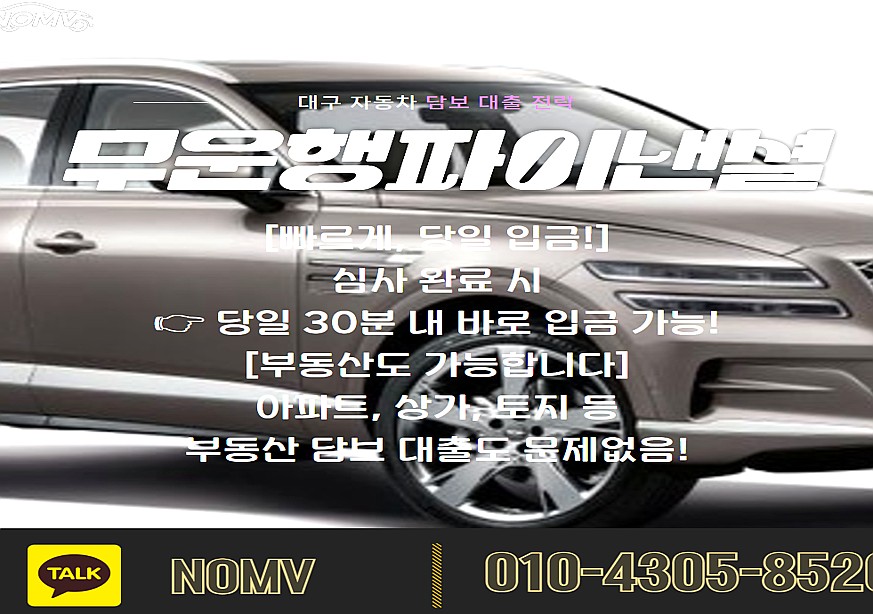 NOMV
대구 자동차 담보 대출 전략
무운행파이낸셜
[빠르게, 당일 입금!]
심사 완료 시
👉 당일 30분 내 바로 입금 가능!
[부동산도 가능합니다]
아파트, 상가, 토지 등
부동산 담보 대출도 문제없음!
TALK
NOMV
010-4305-8520